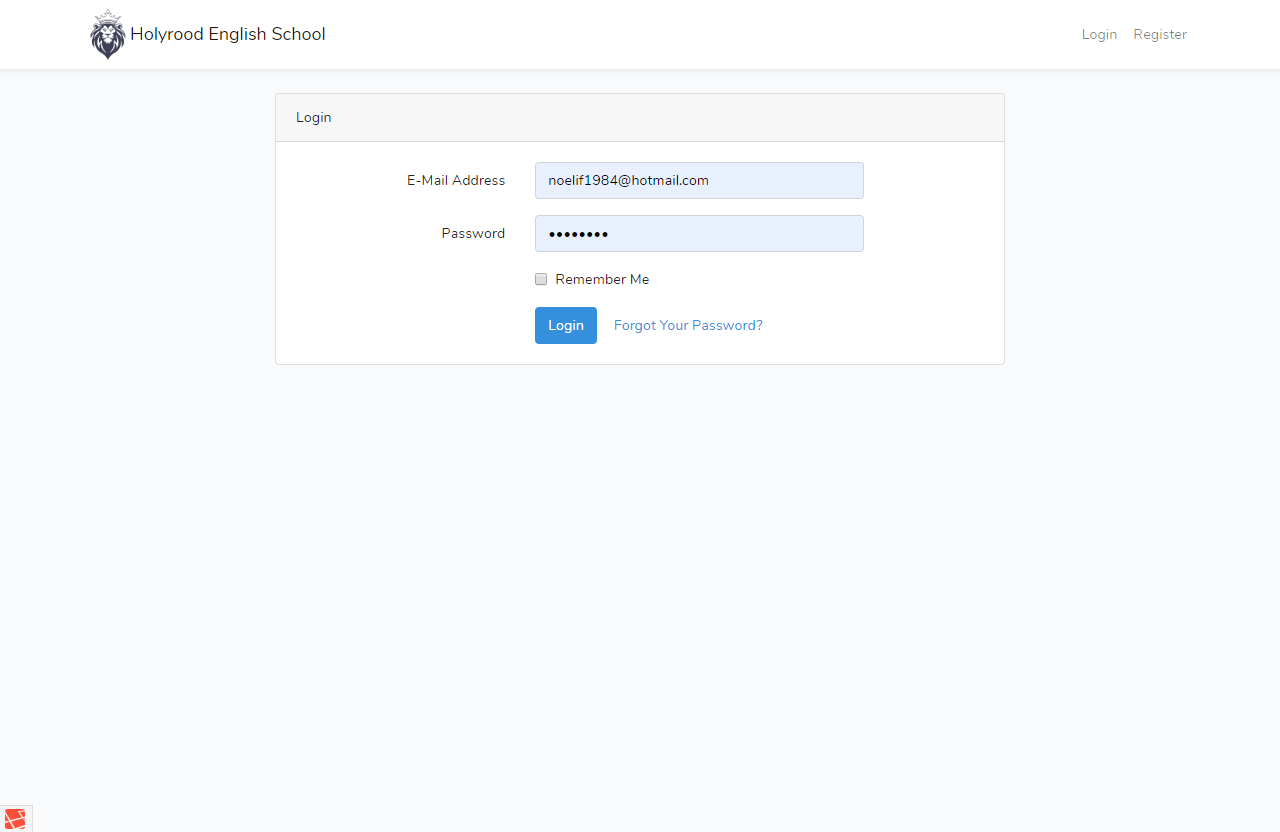 Holyrood English School
Login Register
Login
E-Mail Address noelif1984@hotmail.com
Password ••••••••
Remember Me
Login Forgot Your Password?